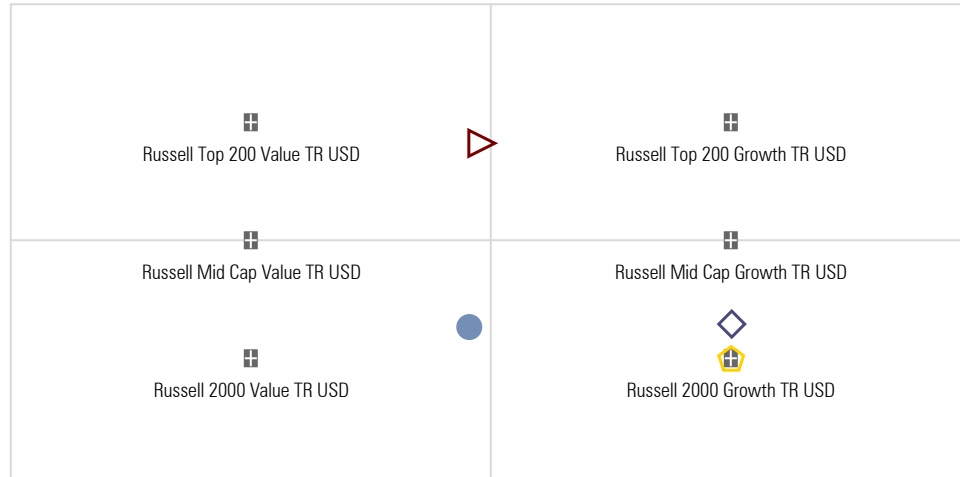 Russell Top 200 Value TR USD
Russell Top 200 Growth TR USD
Russell Mid Cap Value TR USD
Russell Mid Cap Growth TR USD
Russell 2000 Value TR USD
Russell 2000 Growth TR USD